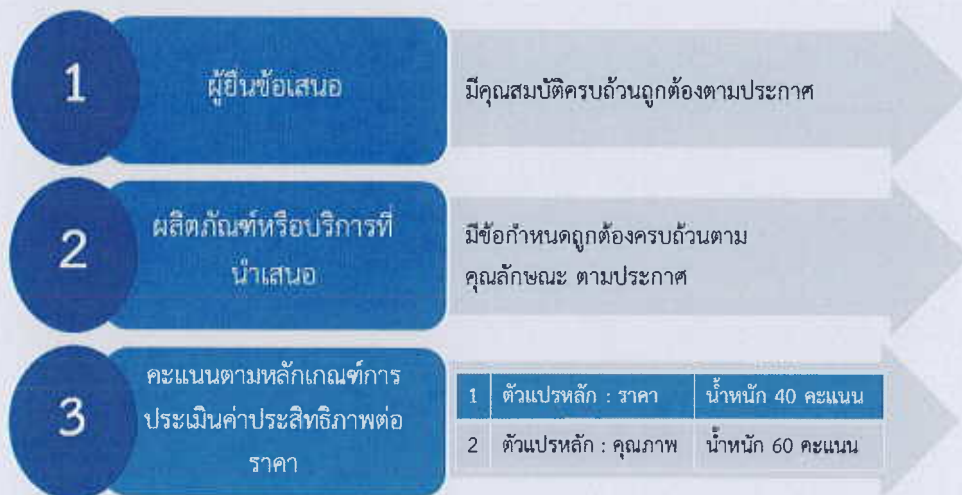 1
ผู้ยื่นข้อเสนอ
มีคุณสมบัติครบถ้วนถูกต้องตามประกาศ
2
ผลิตภัณฑ์หรือบริการที่
นำเสนอ
มีข้อกำหนดถูกต้องครบถ้วนตาม
คุณลักษณะ ตามประกาศ
3
คะแนนตามหลักเกณฑ์การ
ประเมินค่าประสิทธิภาพต่อ
ราคา
1 ตัวแปรหลัก : ราคา น้ำหนัก 40 คะแนน
2 ตัวแปรหลัก : คุณภาพ น้ำหนัก 60 คะแนน